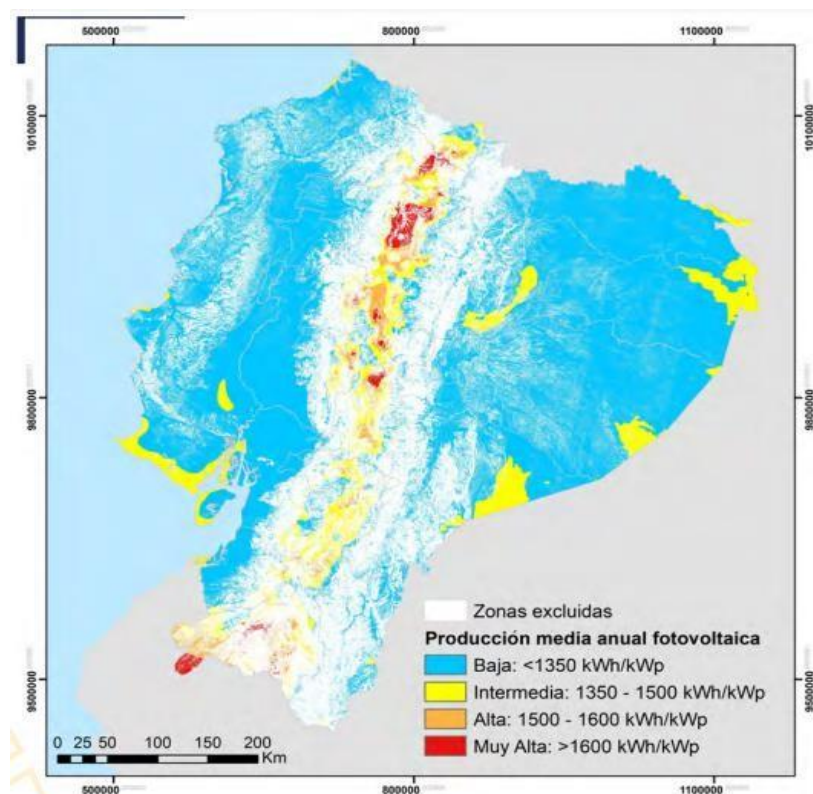 500000 800000 1100000
10100000 10100000
9800000 9800000
9500000 9500000
Zonas excluidas
Producción media anual fotovoltaica
Baja: <1350 kWh/kWp
Intermedia: 1350 - 1500 kWh/kWp
Alta: 1500 - 1600 kWh/kWp
Muy Alta: >1600 kWh/kWp
0 25 50 100 150 200
Km
500000 800000 1100000